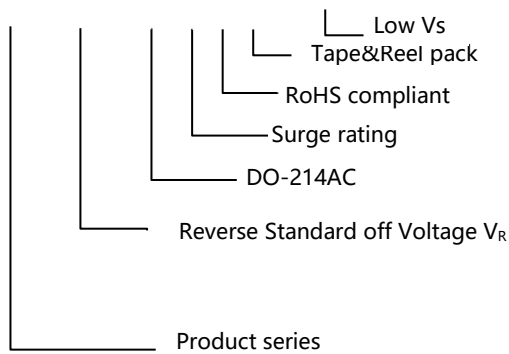 Low Vs
Tape&Reel pack
RoHS compliant
Surge rating
DO-214AC
Reverse Standard off Voltage VR
Product series